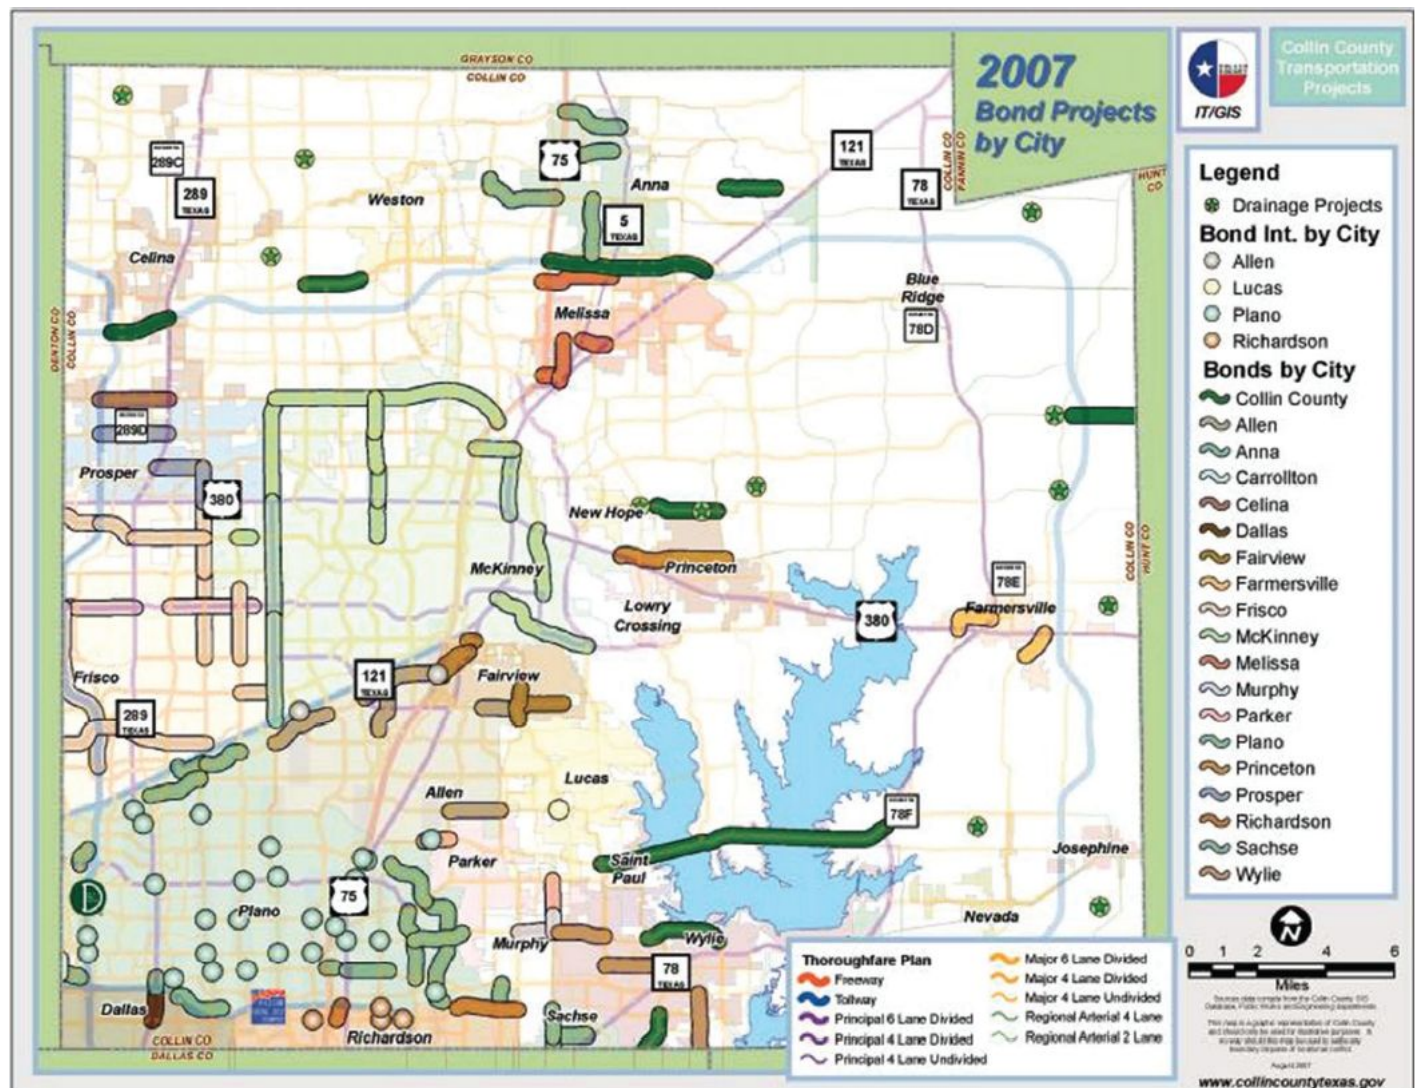 GRAYSON CO
COLLIN CO
2007
Bond Projects
by City
IT/GIS
Collin County
Transportation
Projects
COLLIN CO
FANNIN CO
HUNT
CO
289C
289
TEXAS
75
121
TEXAS
78
TEXAS
Weston
Anna
5
TEXAS
Celina
Blue
Ridge
78D
Melissa
DENTON CO
COLLIN CO
289D
Prosper
380
New Hope
Princeton
McKinney
Lowry
Crossing
78E
Farmersville
380
COLLIN CO
HUNT CO
Frisco
121
TEXAS
Fairview
289
TEXAS
Lucas
Allen
78F
Parker
Saint
Paul
Josephine
75
Plano
Nevada
Murphy
Wylie
78
TEXAS
Dallas
Richardson
Sachse
COLLIN CO
DALLAS CO
Legend
Drainage Projects
Bond Int. by City
Allen
Lucas
Plano
Richardson
Bonds by City
Collin County
Allen
Anna
Carrollton
Celina
Dallas
Fairview
Farmersville
Frisco
McKinney
Melissa
Murphy
Parker
Plano
Princeton
Prosper
Richardson
Sachse
Wylie
Thoroughfare Plan
Freeway
Tollway
Principal 6 Lane Divided
Principal 4 Lane Divided
Principal 4 Lane Undivided
Major 6 Lane Divided
Major 4 Lane Divided
Major 4 Lane Undivided
Regional Arterial 4 Lane
Regional Arterial 2 Lane
N
0 1 2 4 6
Miles
August 2007
www.collincountytexas.gov